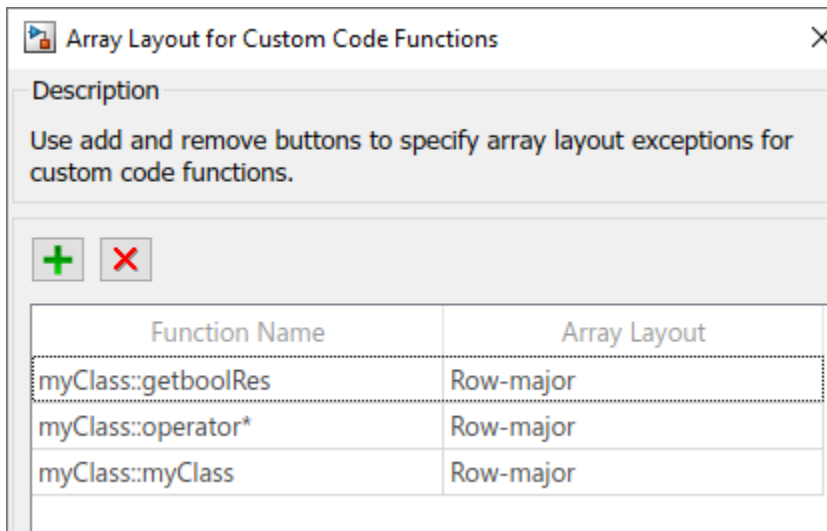 Array Layout for Custom Code Functions
Description
Use add and remove buttons to specify array layout exceptions for
custom code functions.
Function Name Array Layout
myClass::getboolRes Row-major
myClass::operator* Row-major
myClass::myClass Row-major